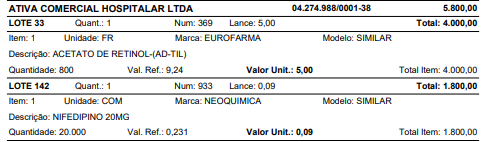 ATIVA COMERCIAL HOSPITALAR LTDA 04.274.988/0001-38 5.800,00
LOTE 33 Quant.: 1 Num: 369 Lance: 5,00 Total: 4.000,00
Item: 1 Unidade: FR Marca: EUROFARMA Modelo: SIMILAR
Descrição: ACETATO DE RETINOL-(AD-TIL)
Quantidade: 800 Val. Ref.: 9,24 Valor Unit.: 5,00 Total Item: 4.000,00
LOTE 142 Quant.: 1 Num: 933 Lance: 0,09 Total: 1.800,00
Item: 1 Unidade: COM Marca: NEOQUIMICA Modelo: SIMILAR
Descrição: NIFEDIPINO 20MG
Quantidade: 20.000 Val. Ref.: 0,231 Valor Unit.: 0,09 Total Item: 1.800,00